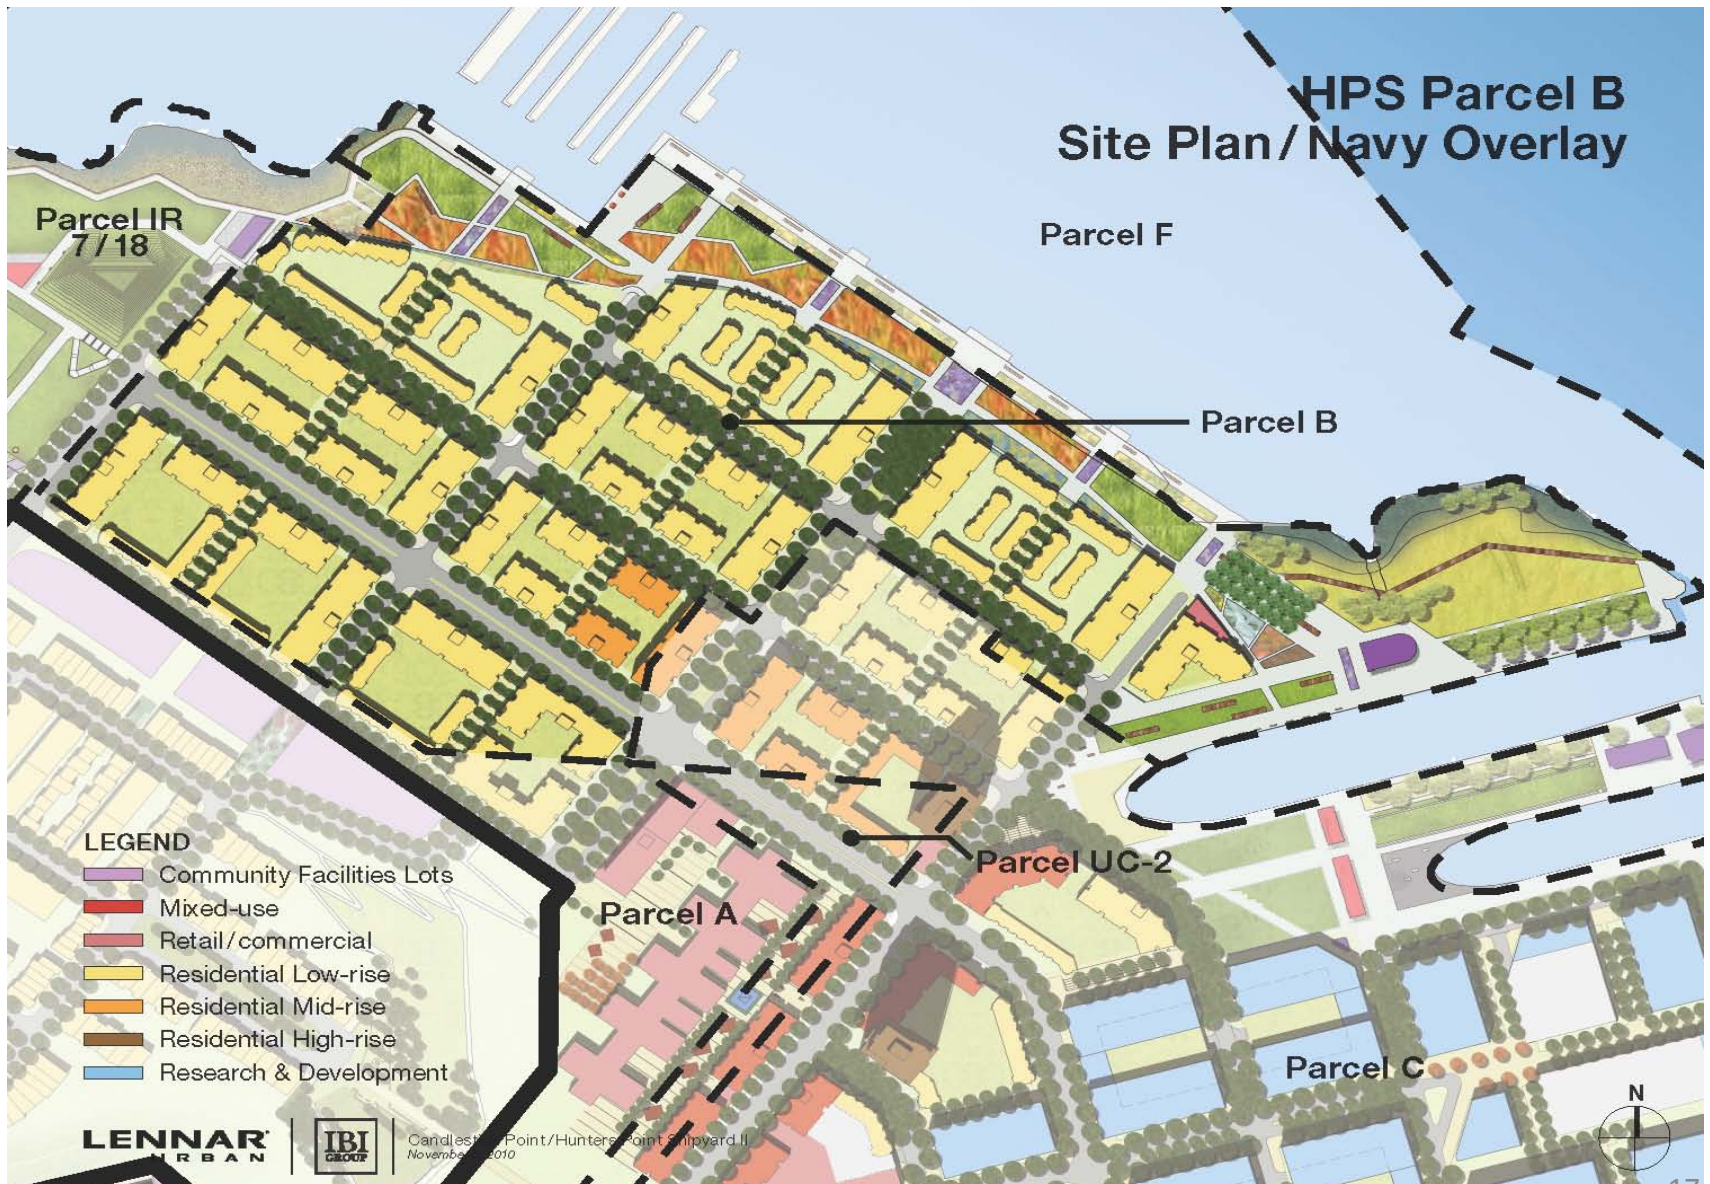 HPS Parcel B
Site Plan / Navy Overlay
Parcel IR
7 / 18
Parcel F
Parcel B
Parcel UC-2
Parcel A
Parcel C
LEGEND
Community Facilities Lots
Mixed-use
Retail/commercial
Residential Low-rise
Residential Mid-rise
Residential High-rise
Research & Development
LENNAR
URBAN
IBI
GROUP
Point/Hunters Point Shipyard II
2010
N
17